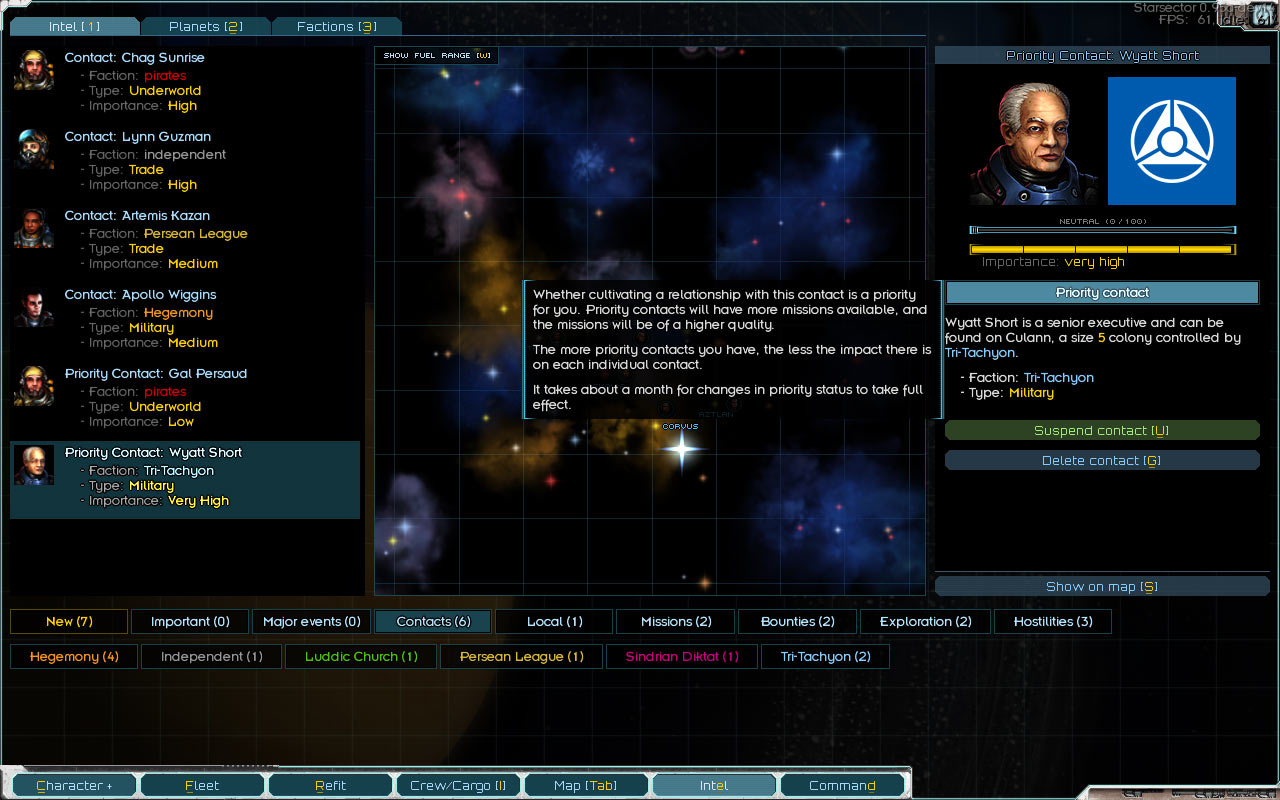 Starsector 0.95
FPS: 61, Idle: 61
Intel [ 1 ]
Planets [2]
Factions [3]
Contact: Chag Sunrise
- Faction: pirates
- Type: Underworld
- Importance: High
Contact: Lynn Guzman
- Faction: independent
- Type: Trade
- Importance: High
Contact: Artemis Kazan
- Faction: Persean League
- Type: Trade
- Importance: Medium
Contact: Apollo Wiggins
- Faction: Hegemony
- Type: Military
- Importance: Medium
Priority Contact: Gal Persaud
- Faction: pirates
- Type: Underworld
- Importance: Low
Priority Contact: Wyatt Short
- Faction: Tri-Tachyon
- Type: Military
- Importance: Very High
SHOW FUEL RANGE [W]
Whether cultivating a relationship with this contact is a priority
for you. Priority contacts will have more missions available, and
the missions will be of a higher quality.
The more priority contacts you have, the less the impact there is
on each individual contact.
It takes about a month for changes in priority status to take full
effect.
AZTLAN
CORVUS
Priority Contact: Wyatt Short
NEUTRAL (0 / 100)
Importance: very high
Priority contact
Wyatt Short is a senior executive and can be
found on Culann, a size 5 colony controlled by
Tri-Tachyon.
- Faction: Tri-Tachyon
- Type: Military
Suspend contact [U]
Delete contact [G]
Show on map [S]
New (7)
Important (0)
Major events (0)
Contacts (6)
Local (1)
Missions (2)
Bounties (2)
Exploration (2)
Hostilities (3)
Hegemony (4)
Independent (1)
Luddic Church (1)
Persean League (1)
Sindrian Diktat (1)
Tri-Tachyon (2)
Character +
Fleet
Refit
Crew/Cargo [I]
Map [Tab]
Intel
Command